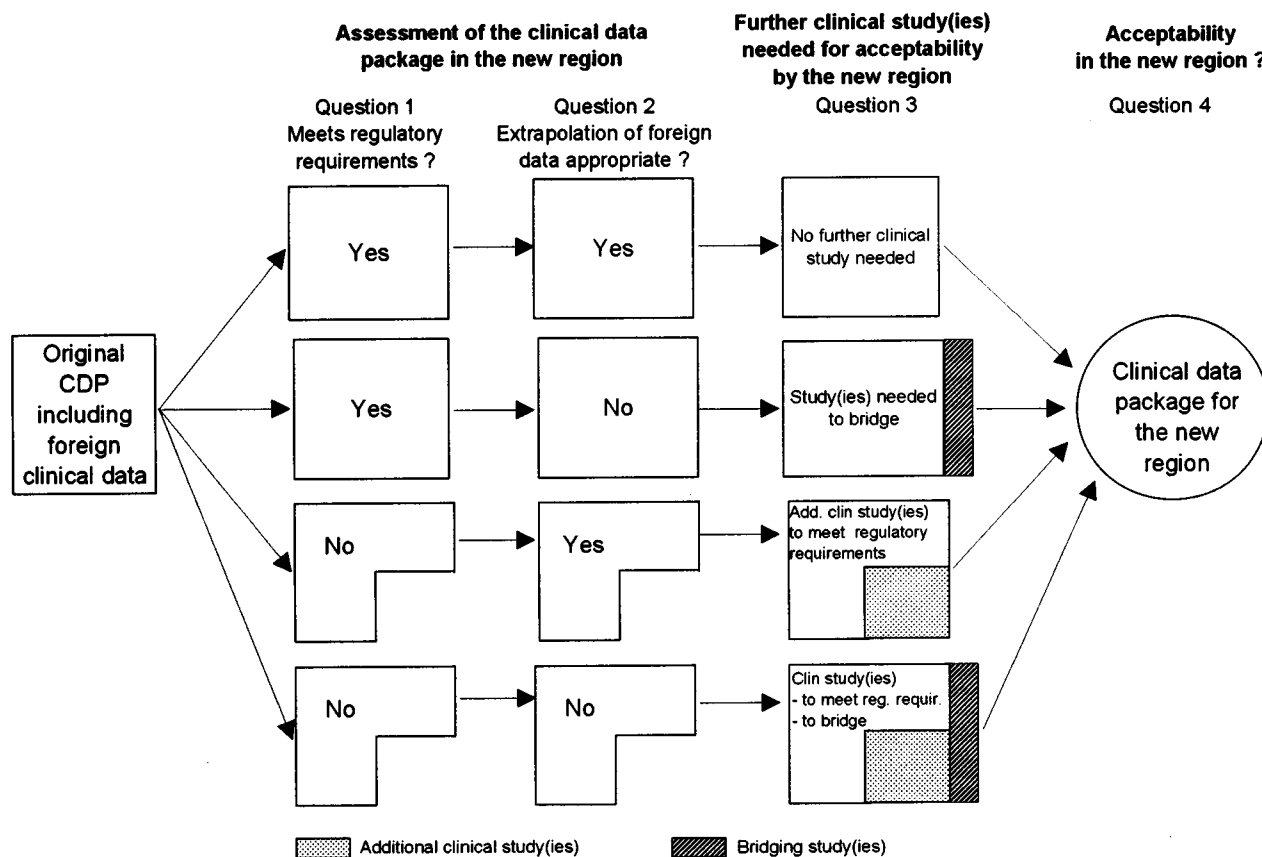 Assessment of the clinical data
package in the new region
Further clinical study(ies)
needed for acceptability
by the new region
Acceptability
in the new region ?
Question 1
Meets regulatory
requirements ?
Question 2
Extrapolation of foreign
data appropriate ?
Question 3
Question 4
Original
CDP
including
foreign
clinical data
Yes
Yes
No further clinical
study needed
Yes
No
Study(ies) needed
to bridge
No
Yes
Add. clin study(ies)
to meet regulatory
requirements
No
No
Clin study(ies)
- to meet reg. requir.
- to bridge
Clinical data
package for
the new
region
Additional clinical study(ies)
Bridging study(ies)